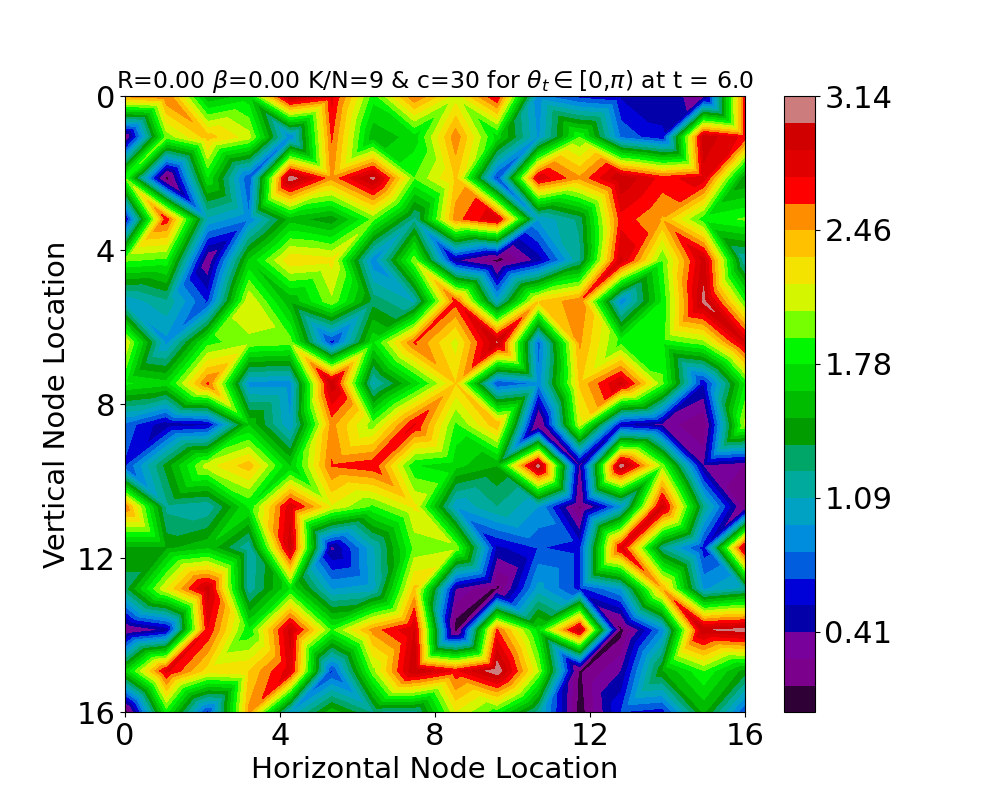 R=0.00 β=0.00 K/N=9 & c=30 for θ_t ∈ [0,π) at t = 6.0
0
4
8
12
16
0 4 8 12 16
Vertical Node Location
Horizontal Node Location
3.14
2.46
1.78
1.09
0.41